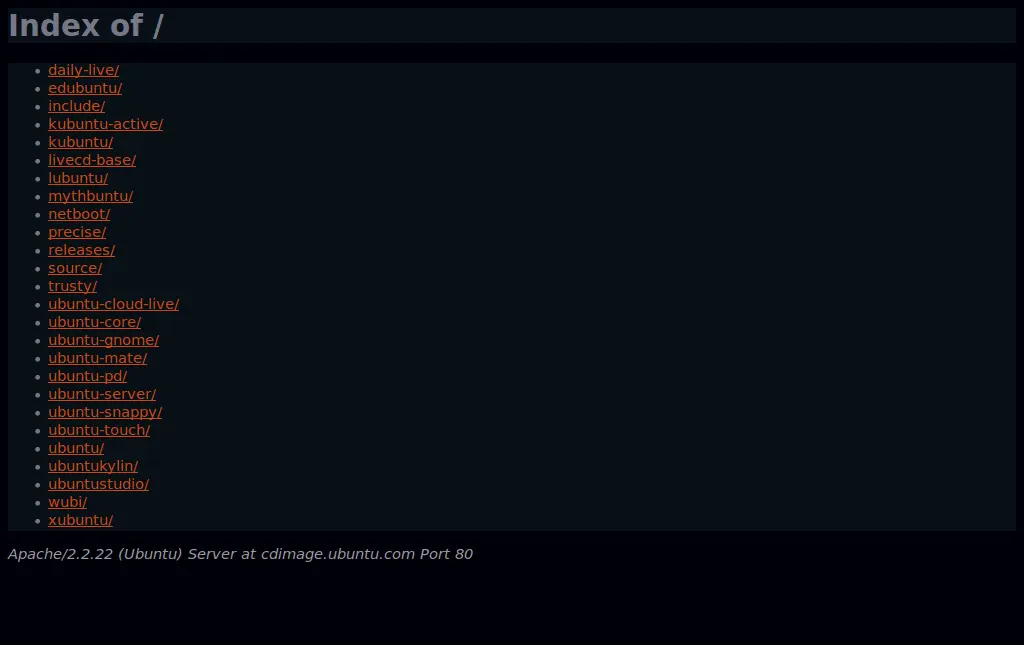 Index of /
daily-live/
edubuntu/
include/
kubuntu-active/
kubuntu/
livecd-base/
lubuntu/
mythbuntu/
netboot/
precise/
releases/
source/
trusty/
ubuntu-cloud-live/
ubuntu-core/
ubuntu-gnome/
ubuntu-mate/
ubuntu-pd/
ubuntu-server/
ubuntu-snappy/
ubuntu-touch/
ubuntu/
ubuntukylin/
ubuntustudio/
wubi/
xubuntu/
Apache/2.2.22 (Ubuntu) Server at cdimage.ubuntu.com Port 80